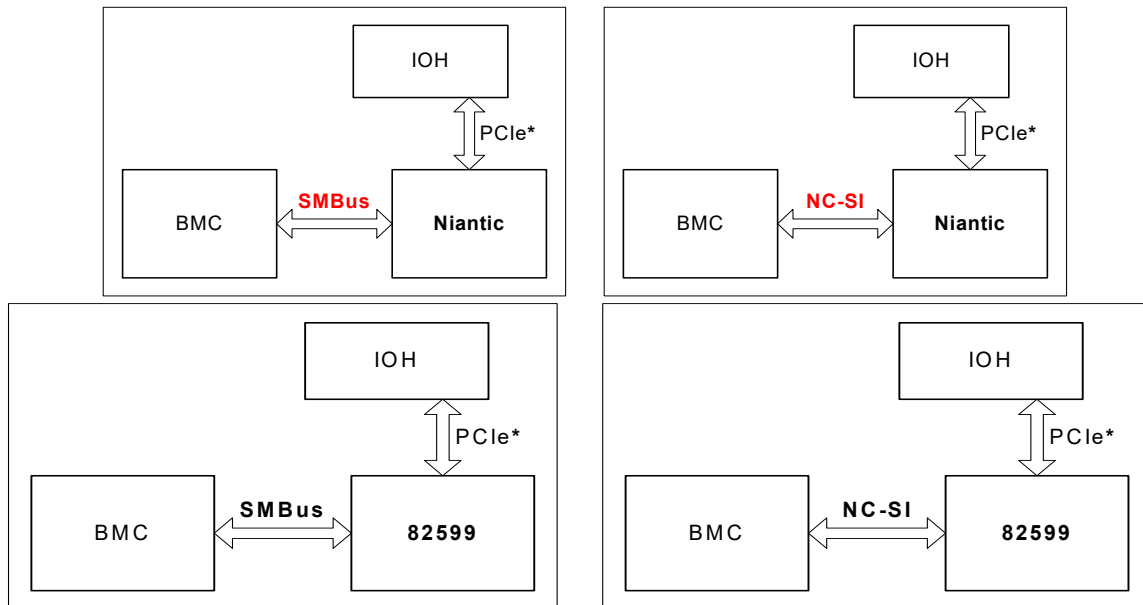 IOH
PCIe*
BMC
SMBus
Niantic
IOH
PCIe*
BMC
NC-SI
Niantic
IOH
PCIe*
BMC
SMBus
82599
IOH
PCIe*
BMC
NC-SI
82599